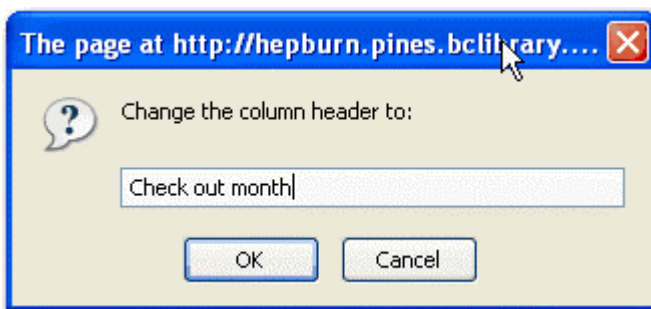 The page at http://hepburn.pines.bclibrary....
Change the column header to:
Check out month
OK Cancel